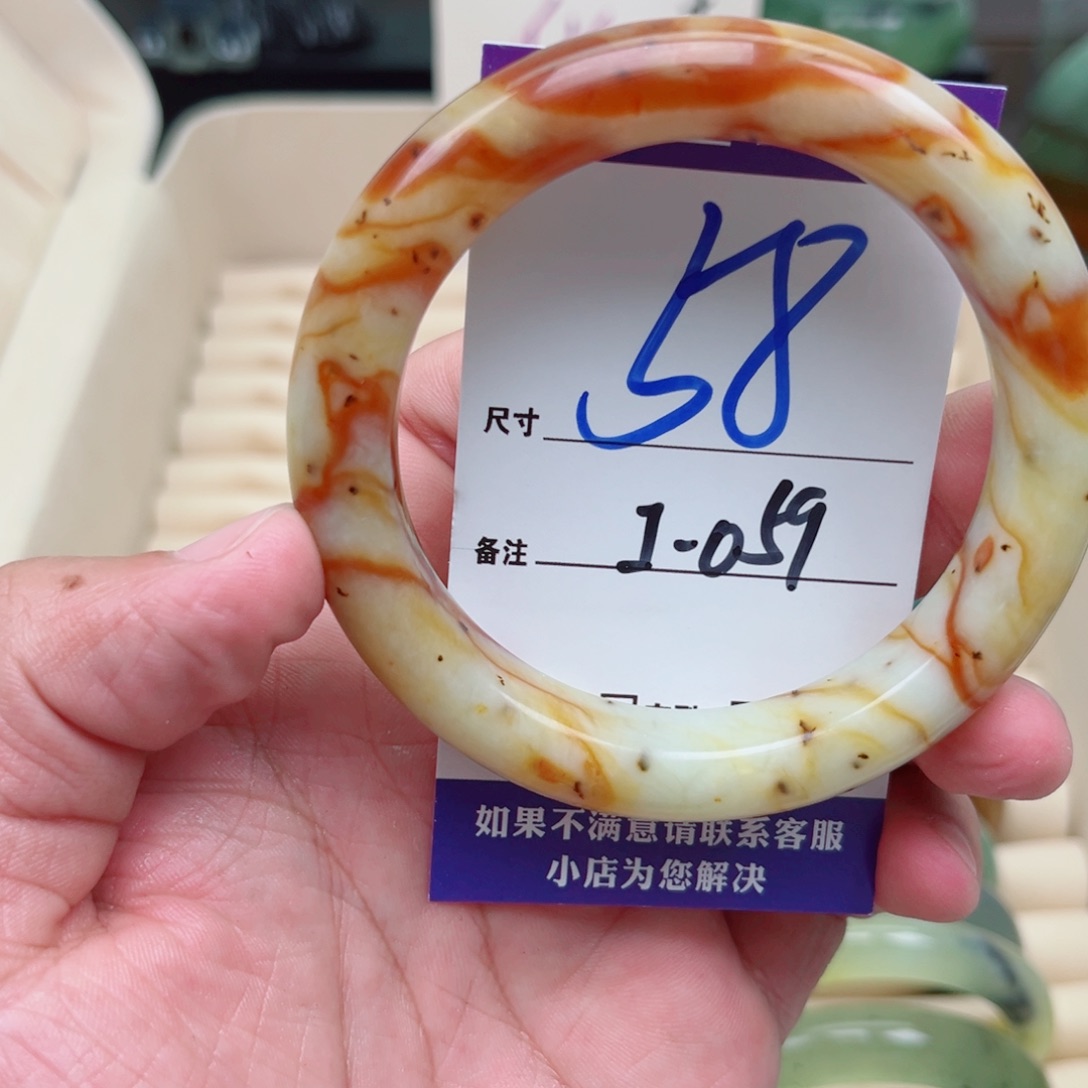 尺寸 58
备注 1-059
如果不满意请联系客服
小店为您解决